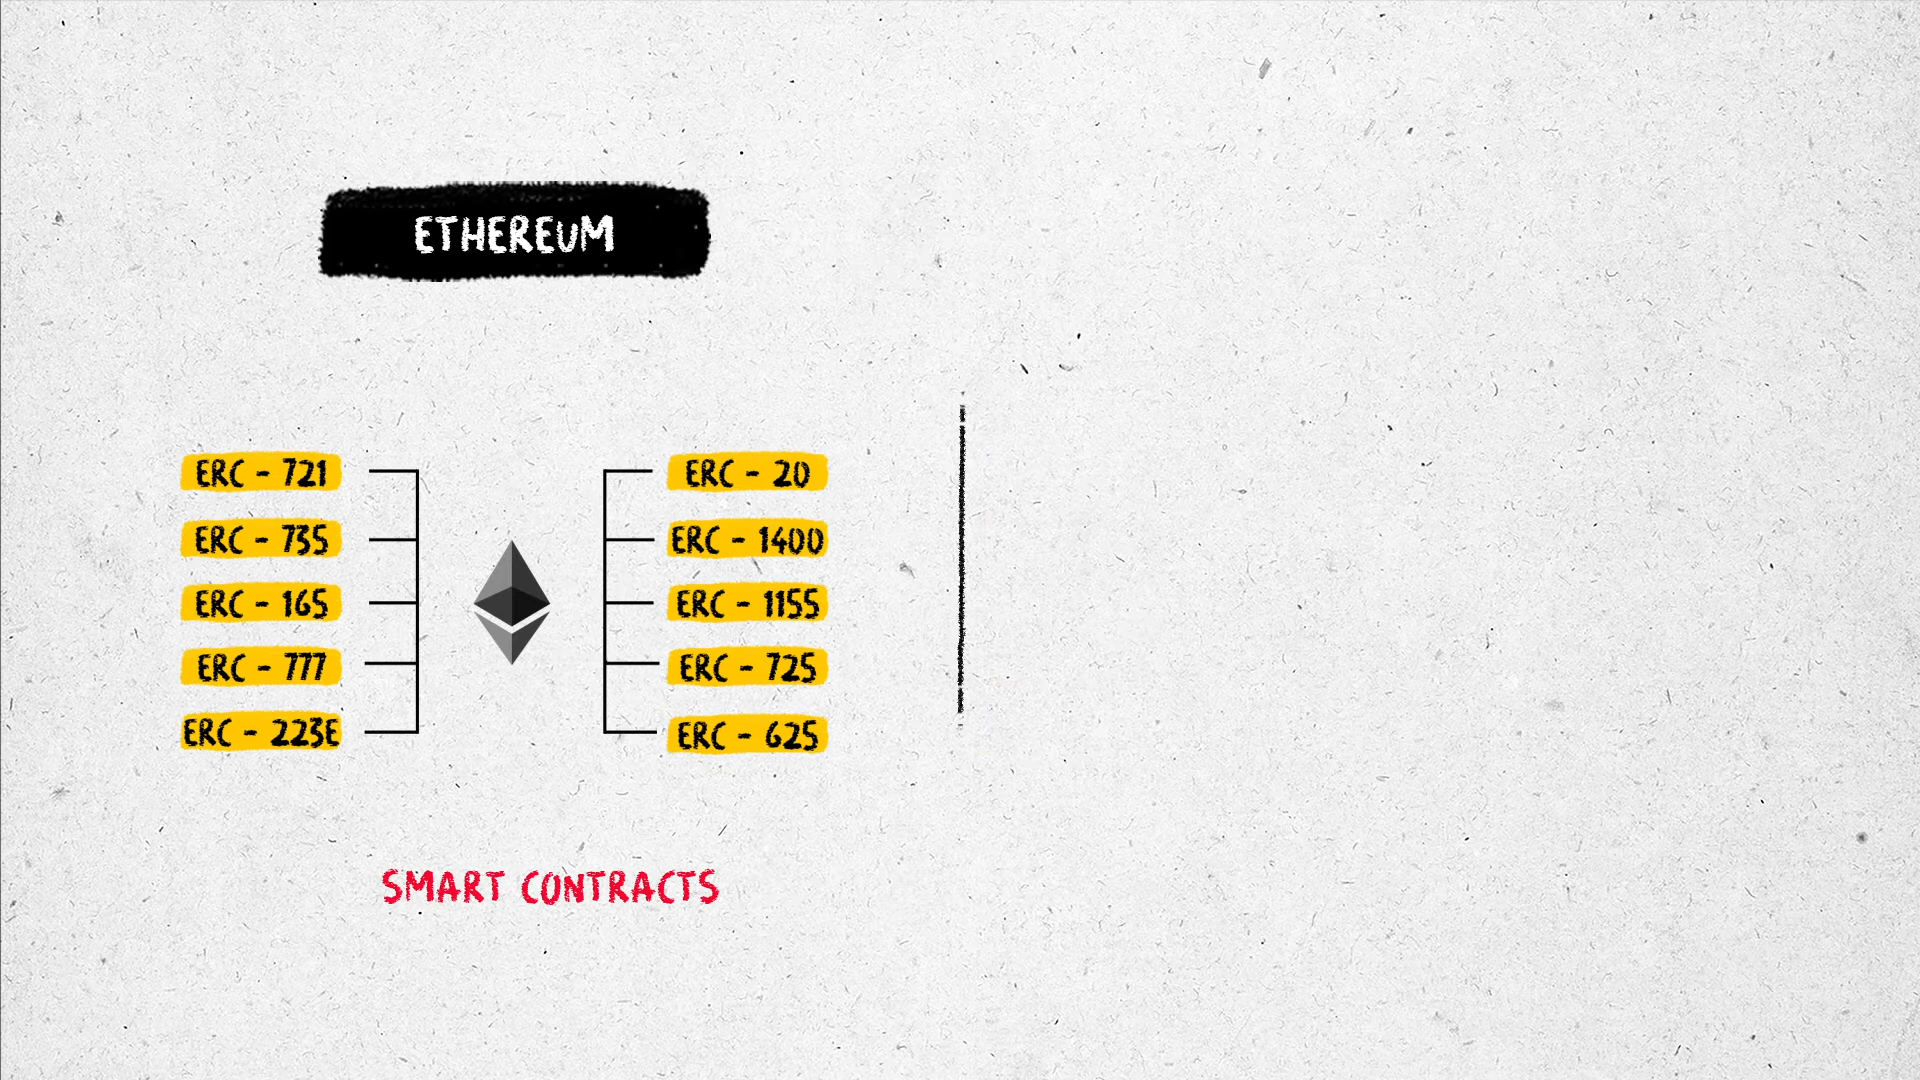 ETHEREUM
ERC - 721
ERC - 735
ERC - 165
ERC - 777
ERC - 223E
ERC - 20
ERC - 1400
ERC - 1155
ERC - 725
ERC - 625
SMART CONTRACTS